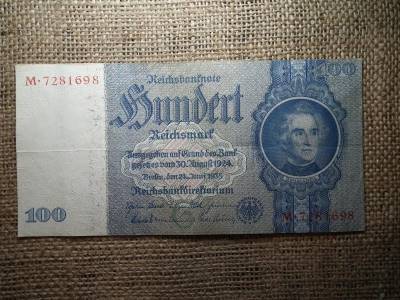 M·7281698
Reichsbanknote
100
Hundert
Reichsmark
Ausgegeben auf Grund des Bank-
gesetzes vom 30. August 1924
Berlin, den 24. Juni 1935
Reichsbankdirektorium
100
M·7281698